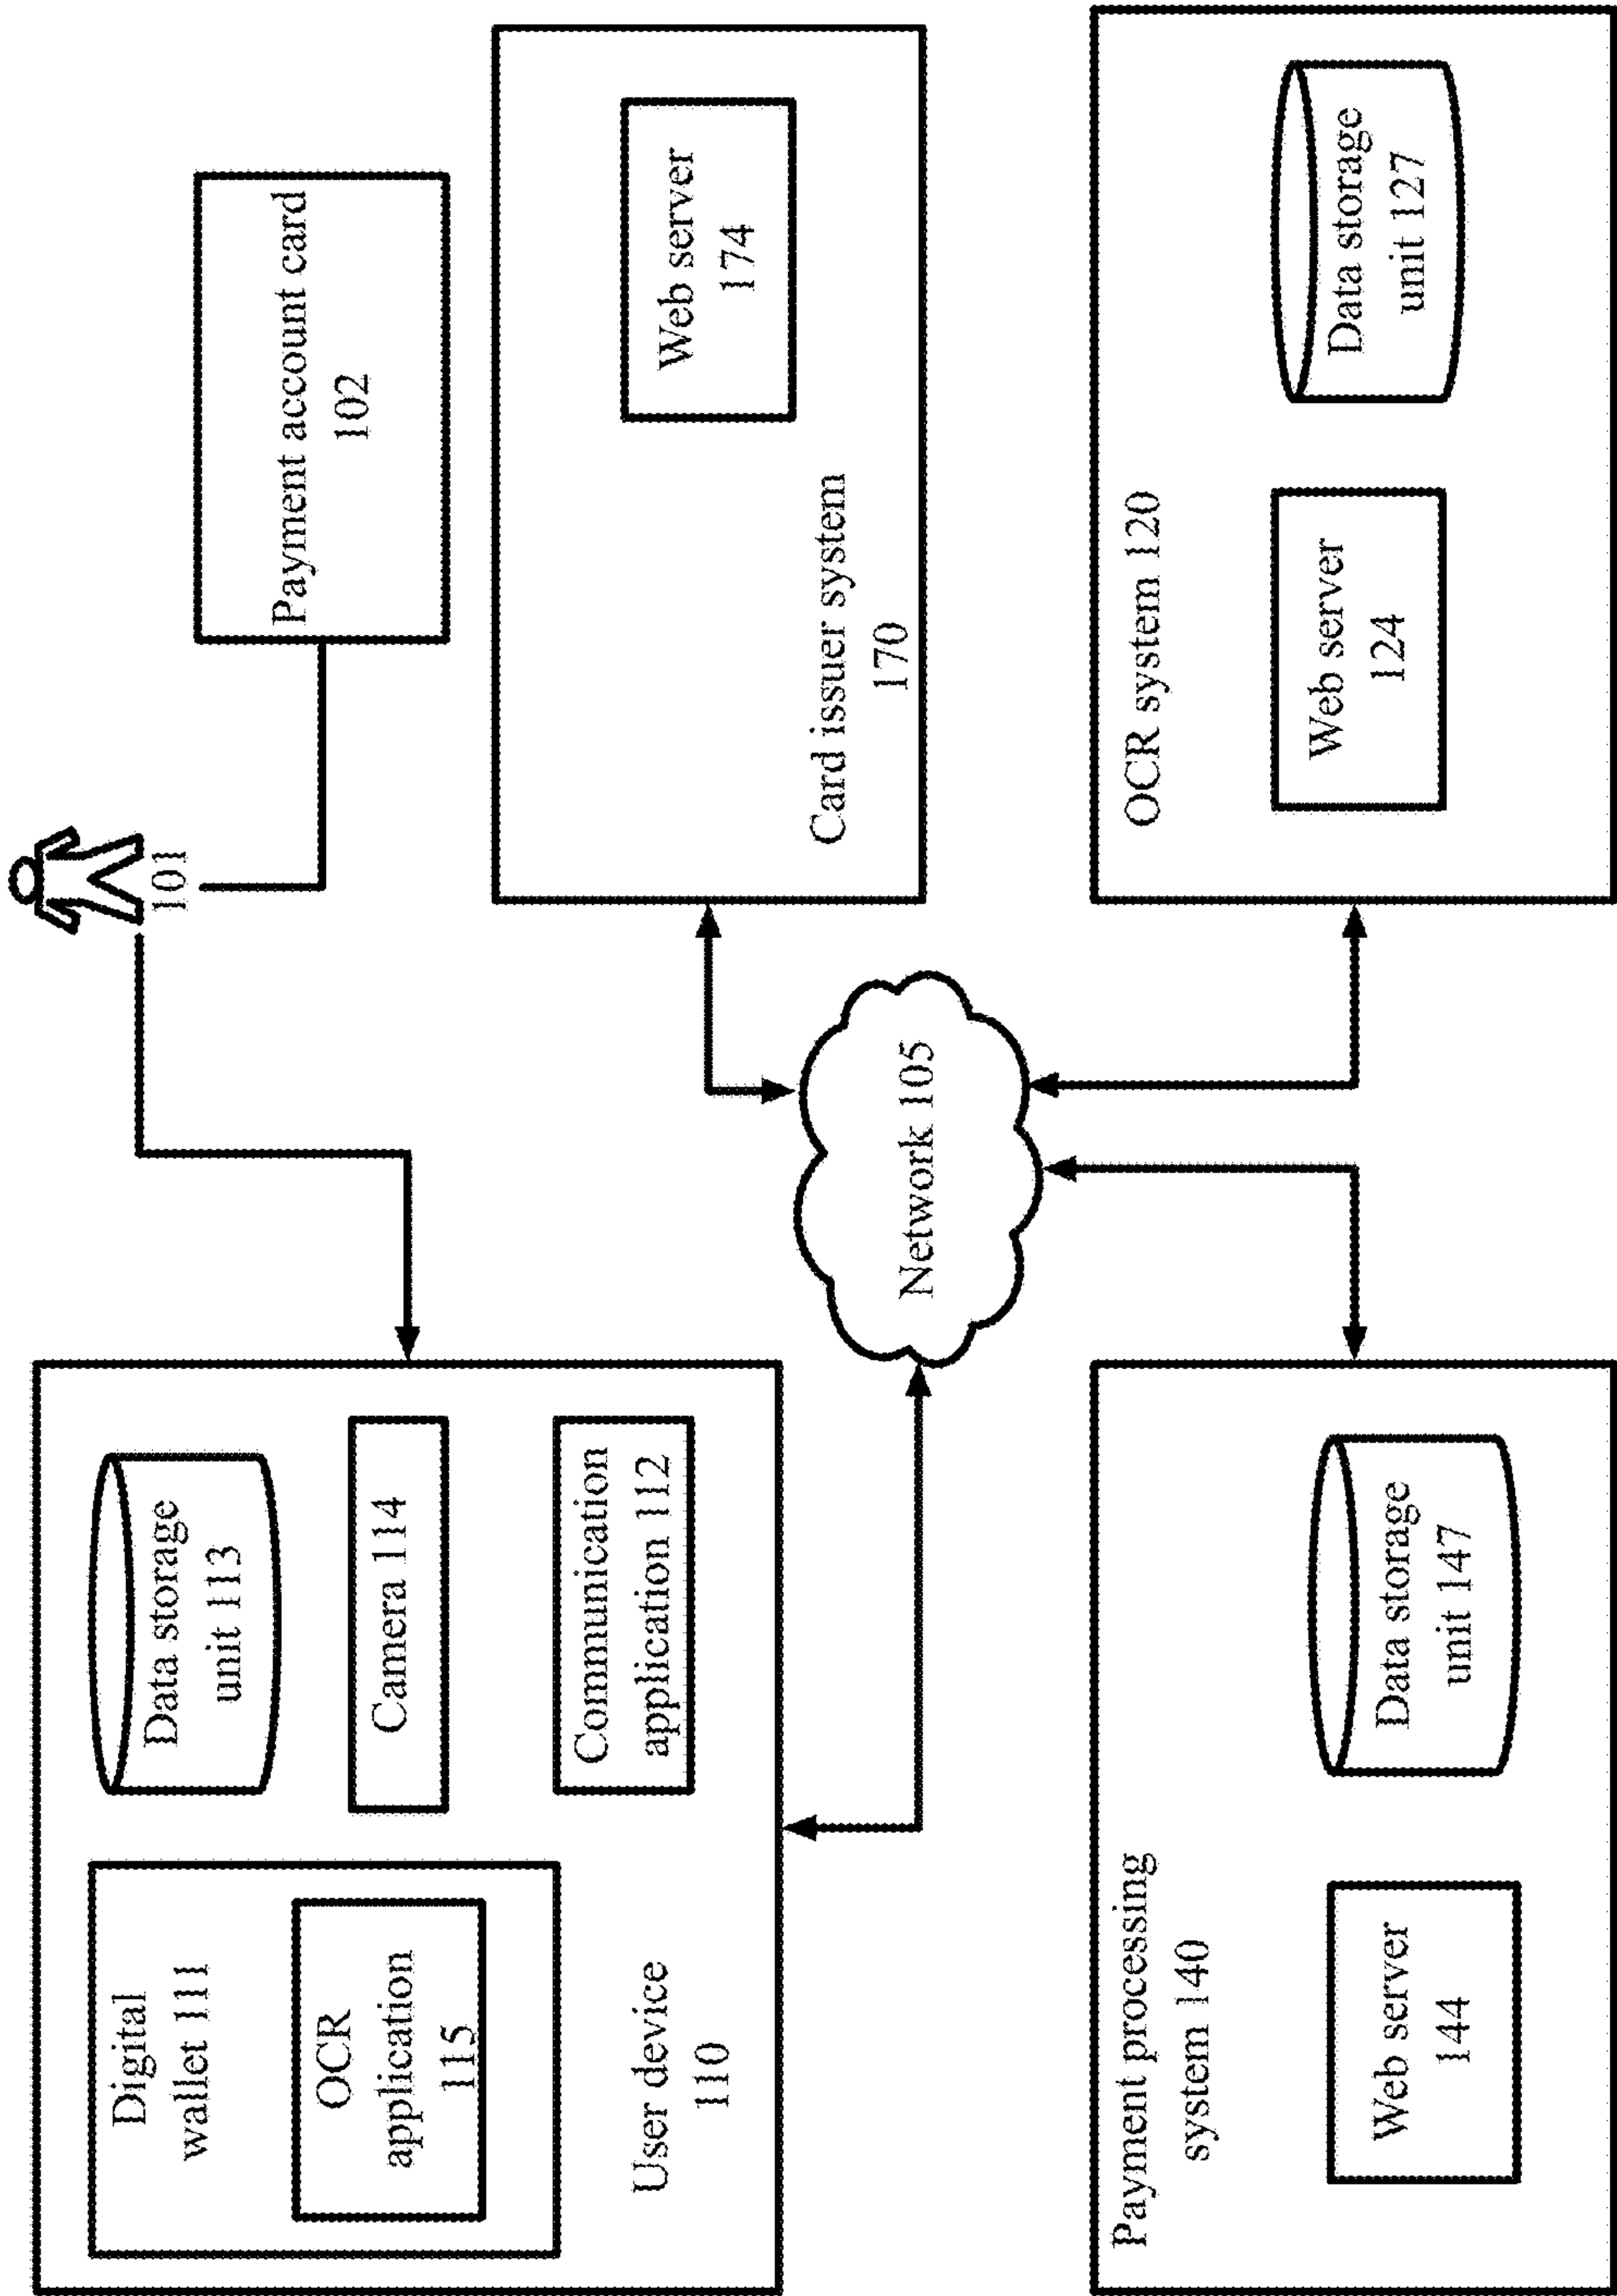 101
Payment account card
102
Digital
wallet 111
OCR
application
115
User device
110
Data storage
unit 113
Camera 114
Communication
application 112
Web server
174
Card issuer system
170
Network 105
Payment processing
system 140
Web server
144
Data storage
unit 147
OCR system 120
Web server
124
Data storage
unit 127